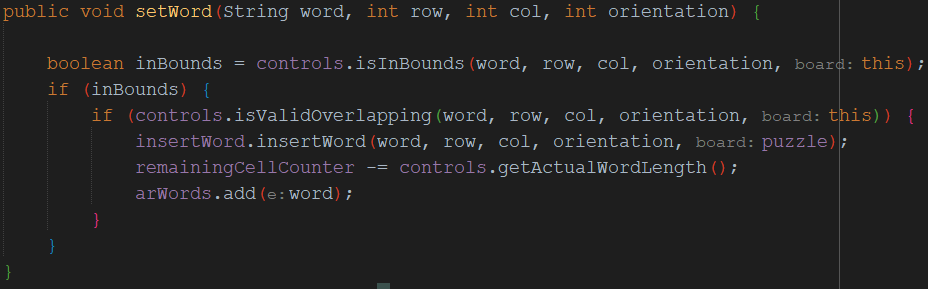 public void setWord(String word, int row, int col, int orientation) {
boolean inBounds = controls.isInBounds(word, row, col, orientation, board: this);
if (inBounds) {
if (controls.isValidOverlapping(word, row, col, orientation, board: this)) {
insertWord.insertWord(word, row, col, orientation, board: puzzle);
remainingCellCounter -= controls.getActualWordLength();
arWords.add(e: word);
}
}
}